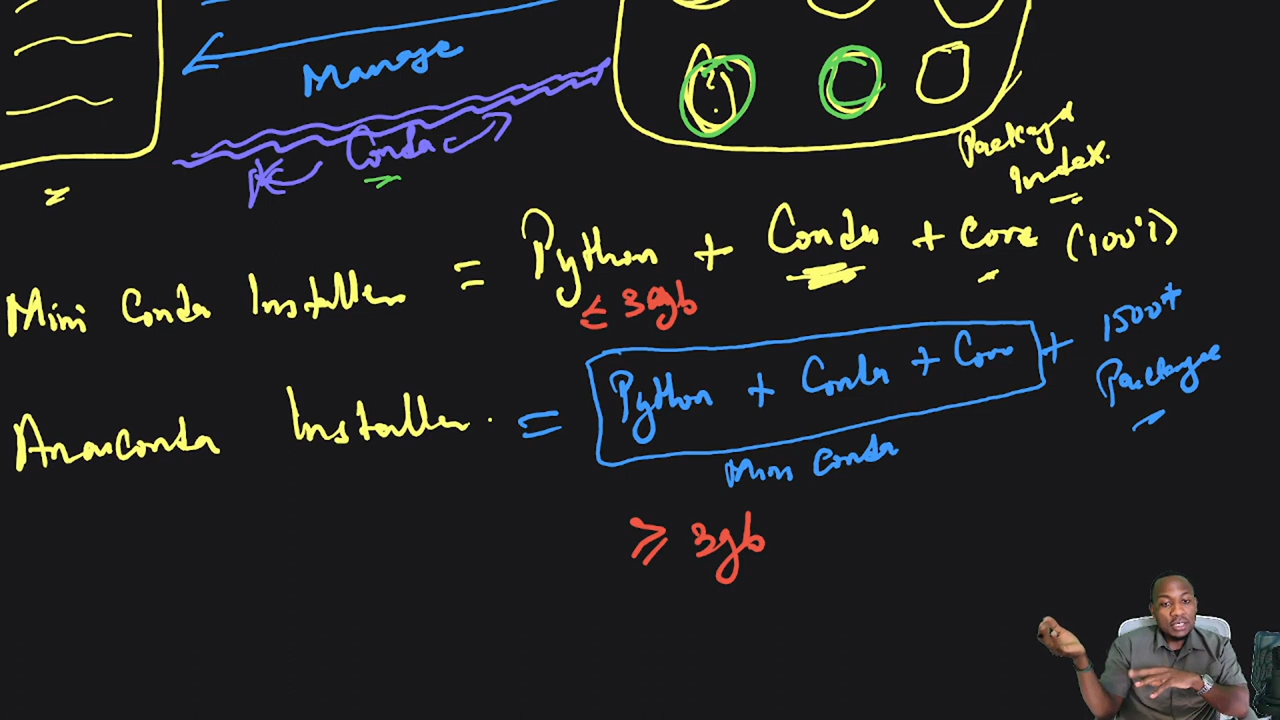 Manage
Conda
Package
Index.
Mini Conda Installer = Python + Conda + core (100%)
≤ 3gb
Anaconda Installer. = Python + Conda + Core + 1500+
Package
Mini Conda
≥ 3gb